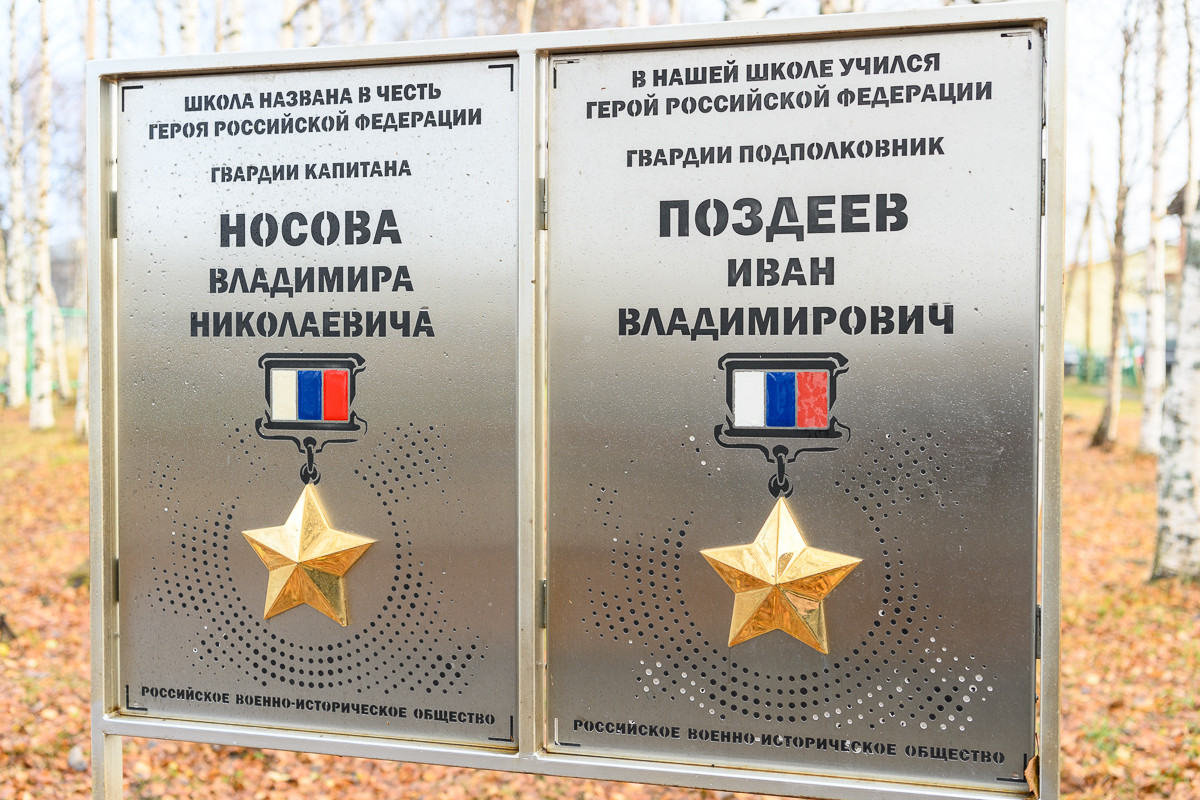 ШКОЛА НАЗВАНА В ЧЕСТЬ
ГЕРОЯ РОССИЙСКОЙ ФЕДЕРАЦИИ
ГВАРДИИ КАПИТАНА
НОСОВА
ВЛАДИМИРА
НИКОЛАЕВИЧА
РОССИЙСКОЕ ВОЕННО-ИСТОРИЧЕСКОЕ ОБЩЕСТВО
В НАШЕЙ ШКОЛЕ УЧИЛСЯ
ГЕРОЙ РОССИЙСКОЙ ФЕДЕРАЦИИ
ГВАРДИИ ПОДПОЛКОВНИК
ПОЗДЕЕВ
ИВАН
ВЛАДИМИРОВИЧ
РОССИЙСКОЕ ВОЕННО-ИСТОРИЧЕСКОЕ ОБЩЕСТВО